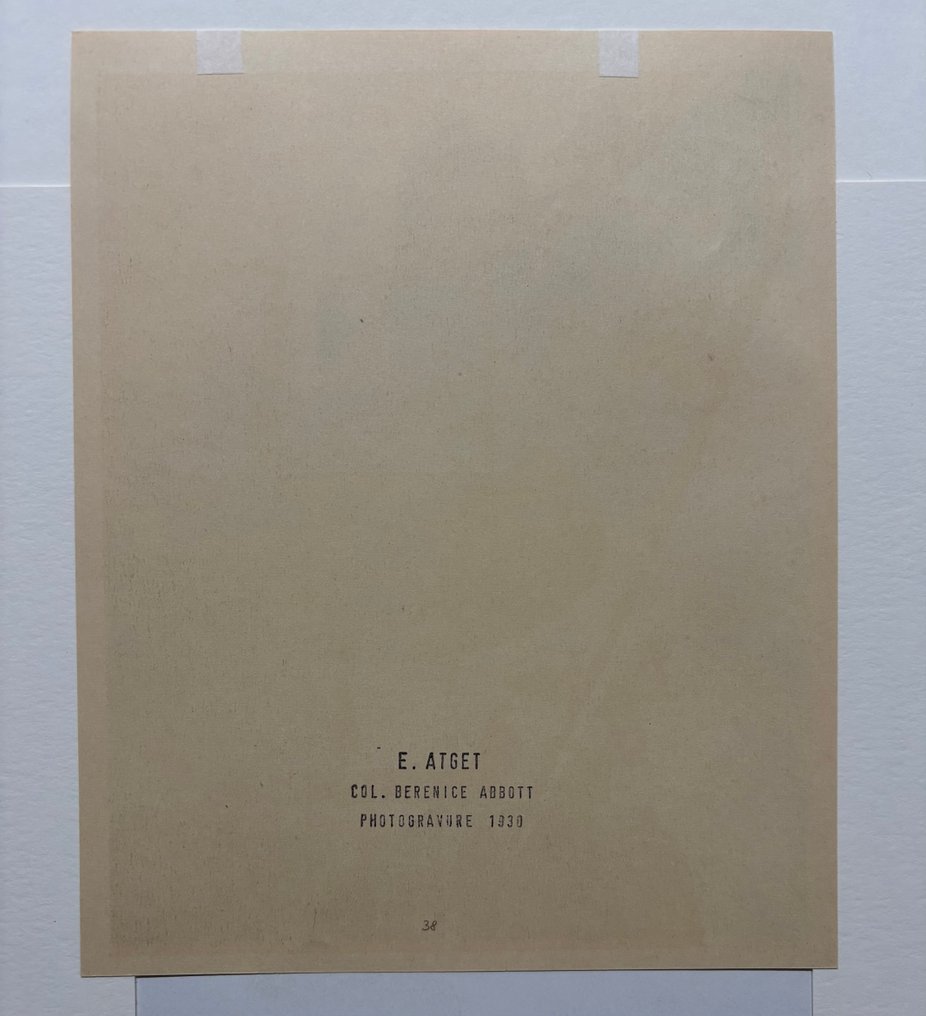 E. ATGET
COL. BERENICE ABBOTT
PHOTOGRAVURE 1930
38